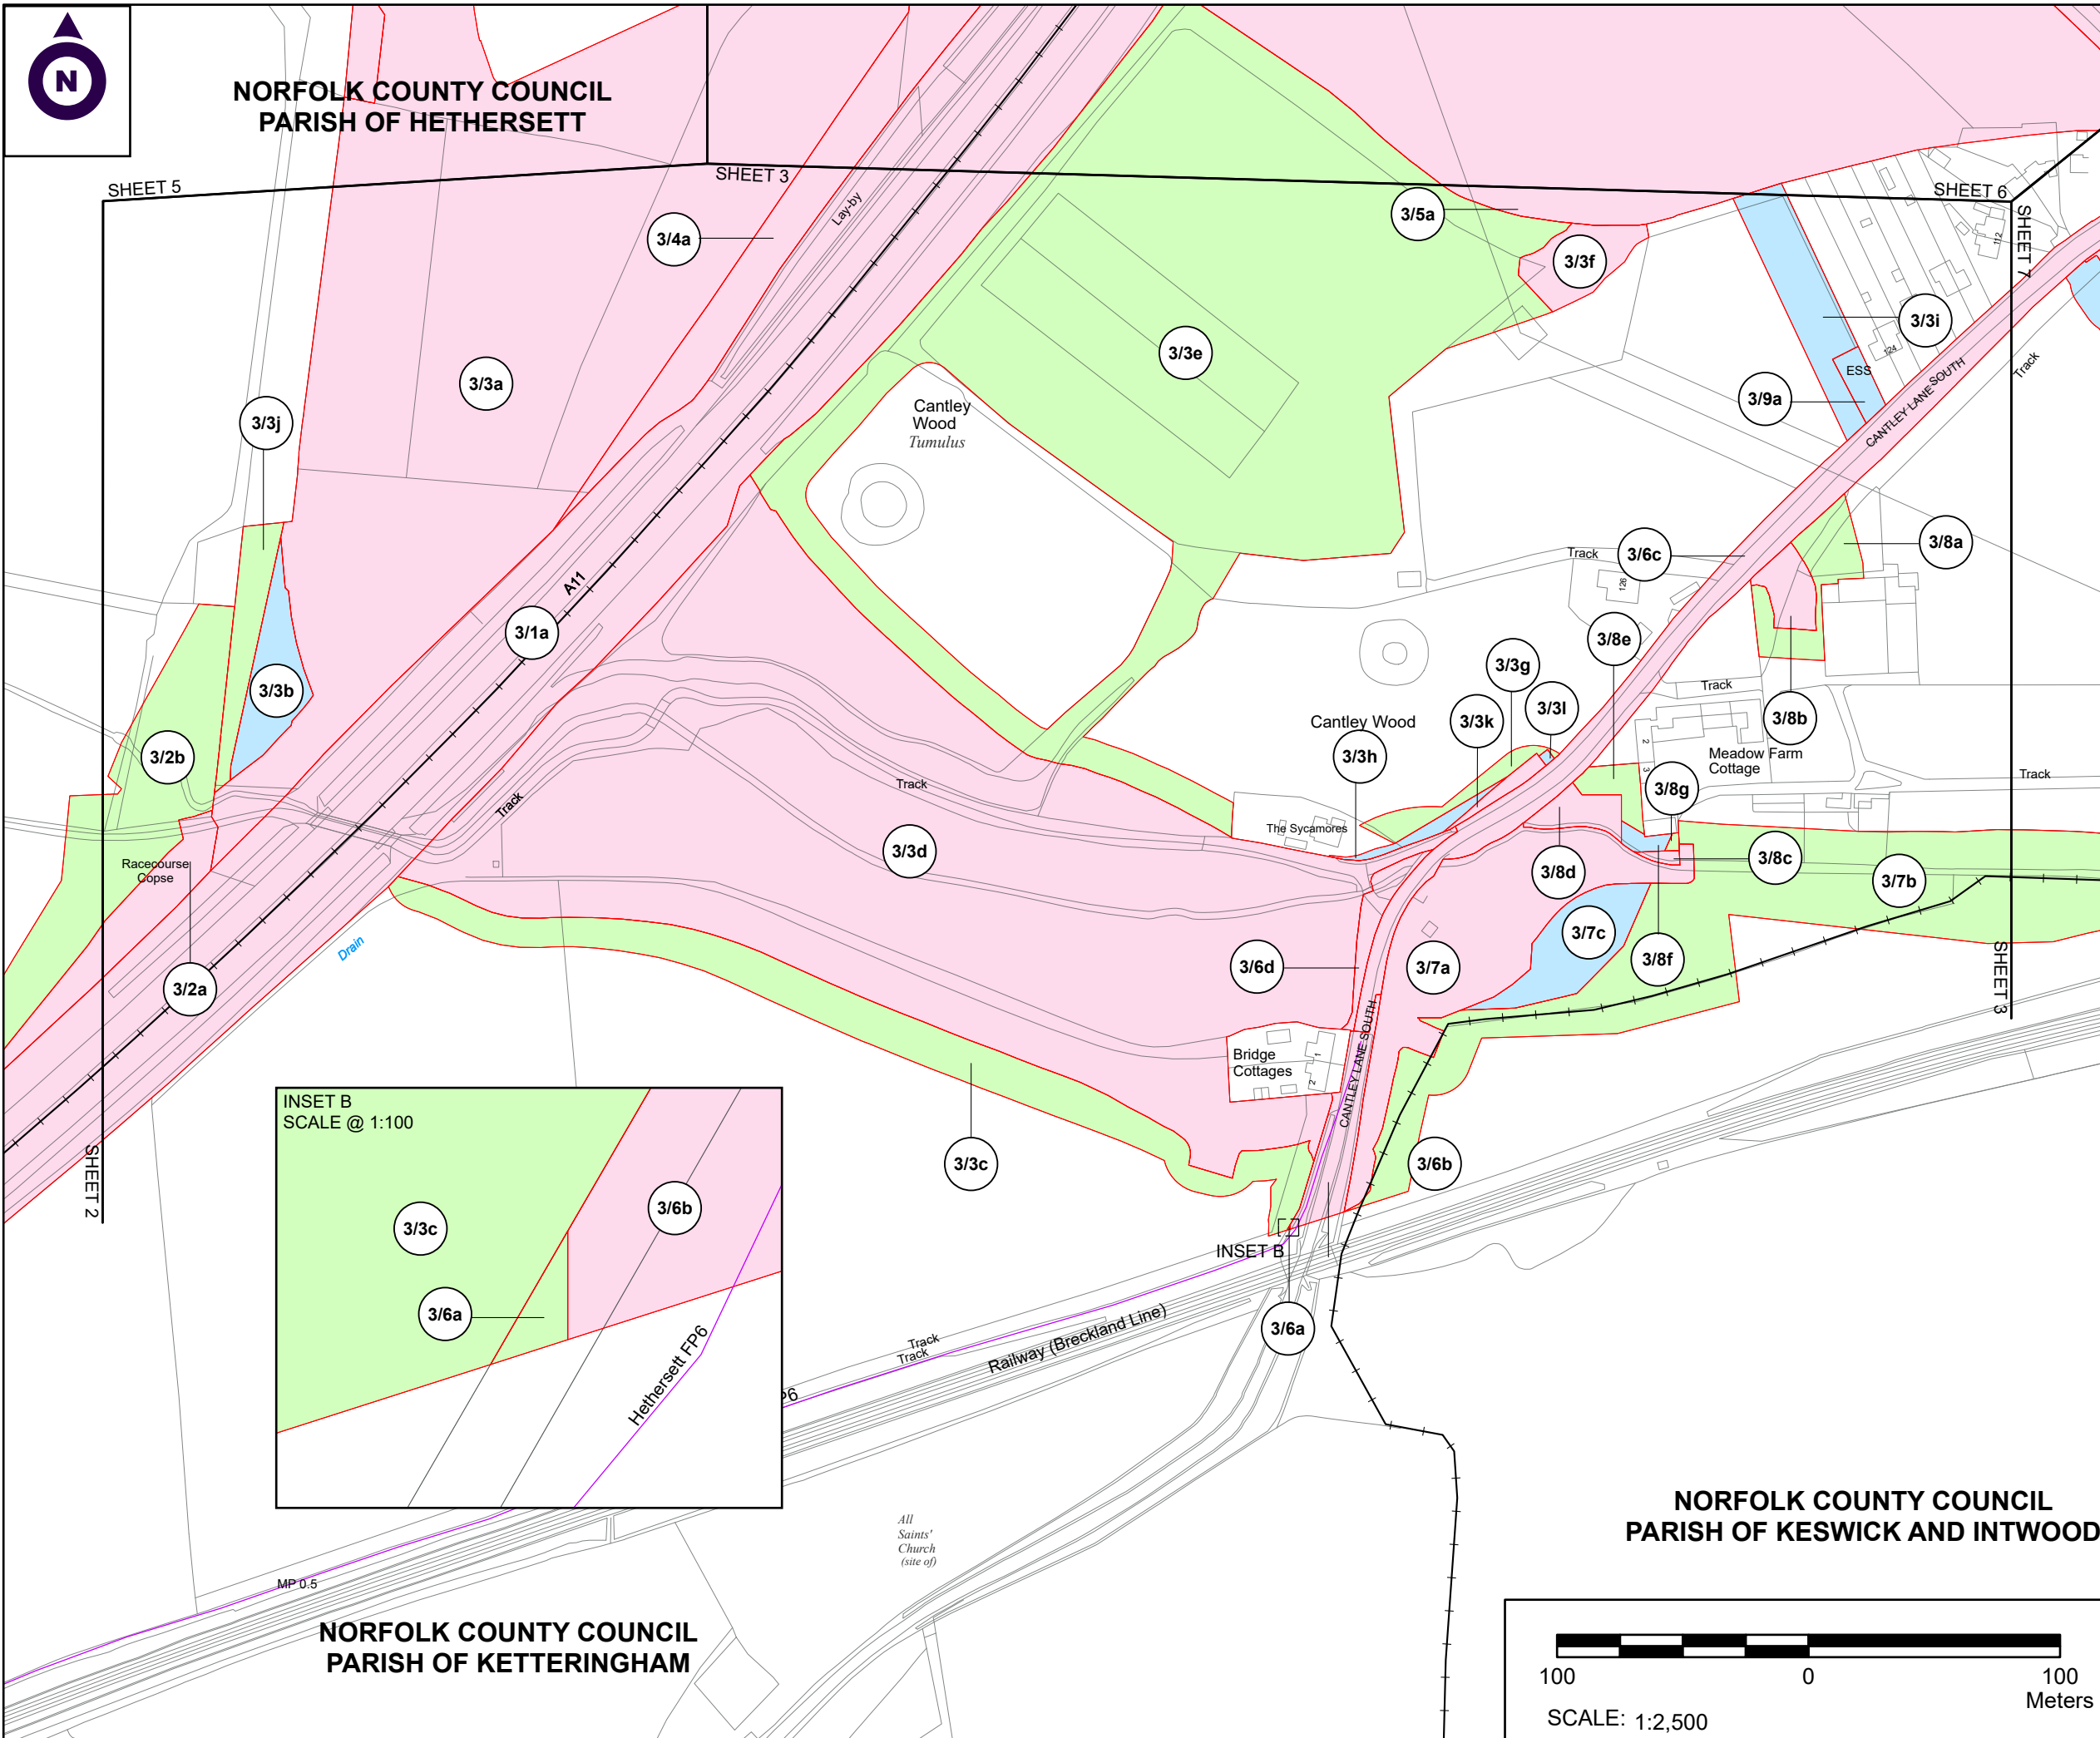 N
NORFOLK COUNTY COUNCIL
PARISH OF HETHERSETT
SHEET 5
SHEET 3
SHEET 6
SHEET 7
112
Lay-by
3/4a
3/5a
3/3f
3/3i
124
ESS
3/9a
CANTLEY LANE SOUTH
Track
3/3e
3/3a
3/3j
Cantley
Wood
Tumulus
Track
3/6c
3/8a
126
A11
3/1a
3/8e
3/3g
3/3b
3/3k
3/3l
Track
3/8b
Cantley Wood
3/3h
2
3
Meadow Farm
Cottage
3/2b
Track
Track
3/8g
Track
The Sycamores
3/3d
Racecourse
Copse
3/8d
3/8c
3/7b
Drain
3/7c
3/8f
3/6d
3/7a
SHEET 3
3/2a
CANTLEY LANE SOUTH
Bridge
Cottages
1
2
SHEET 2
3/3c
3/6b
INSET B
SCALE @ 1:100
3/3c
3/6b
3/6a
Hethersett FP6
INSET B
3/6a
Track
Track
Railway (Breckland Line)
P6
All
Saints'
Church
(site of)
MP 0.5
NORFOLK COUNTY COUNCIL
PARISH OF KESWICK AND INTWOOD
NORFOLK COUNTY COUNCIL
PARISH OF KETTERINGHAM
100 0 100
Meters
SCALE: 1:2,500